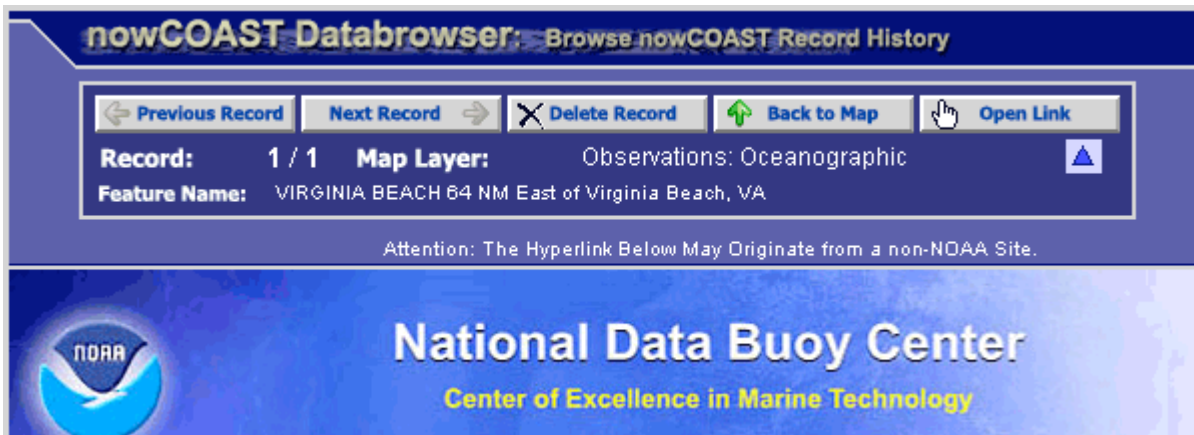 nowCOAST Databrowser: Browse nowCOAST Record History
Previous Record Next Record Delete Record Back to Map Open Link
Record: 1 / 1 Map Layer: Observations: Oceanographic
Feature Name: VIRGINIA BEACH 64 NM East of Virginia Beach, VA
Attention: The Hyperlink Below May Originate from a non-NOAA Site.
NOAA
National Data Buoy Center
Center of Excellence in Marine Technology